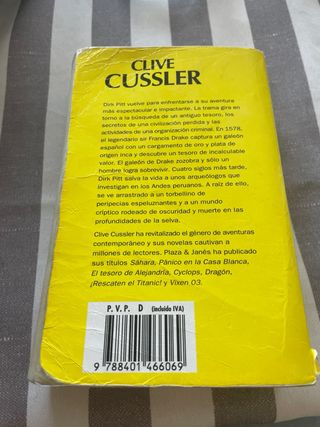 CLIVE
CUSSLER
Dirk Pitt vuelve para enfrentarse a su aventura
más espectacular e impactante. La trama gira en
torno a la búsqueda de un antiguo tesoro, los
secretos de una civilización perdida y las
actividades de una organización criminal. En 1578,
el legendario sir Francis Drake captura un galeón
español con un cargamento de oro y plata de
origen inca y descubre un tesoro de incalculable
valor. El galeón de Drake zozobra y sólo un
hombre logra sobrevivir. Cuatro siglos más tarde,
Dirk Pitt salva la vida a unos arqueólogos que
investigan en los Andes peruanos. A raíz de ello,
se ve arrastrado a un torbellino de
peripecias espeluznantes y a un mundo
críptico rodeado de oscuridad y muerte en las
profundidades de la selva.
Clive Cussler ha revitalizado el género de aventuras
contemporáneo y sus novelas cautivan a
millones de lectores. Plaza & Janés ha publicado
sus títulos Sáhara, Pánico en la Casa Blanca,
El tesoro de Alejandría, Cyclops, Dragón,
¡Rescaten el Titanic! y Vixen 03.
P. V. P. D (incluido IVA)
9 788401 466069